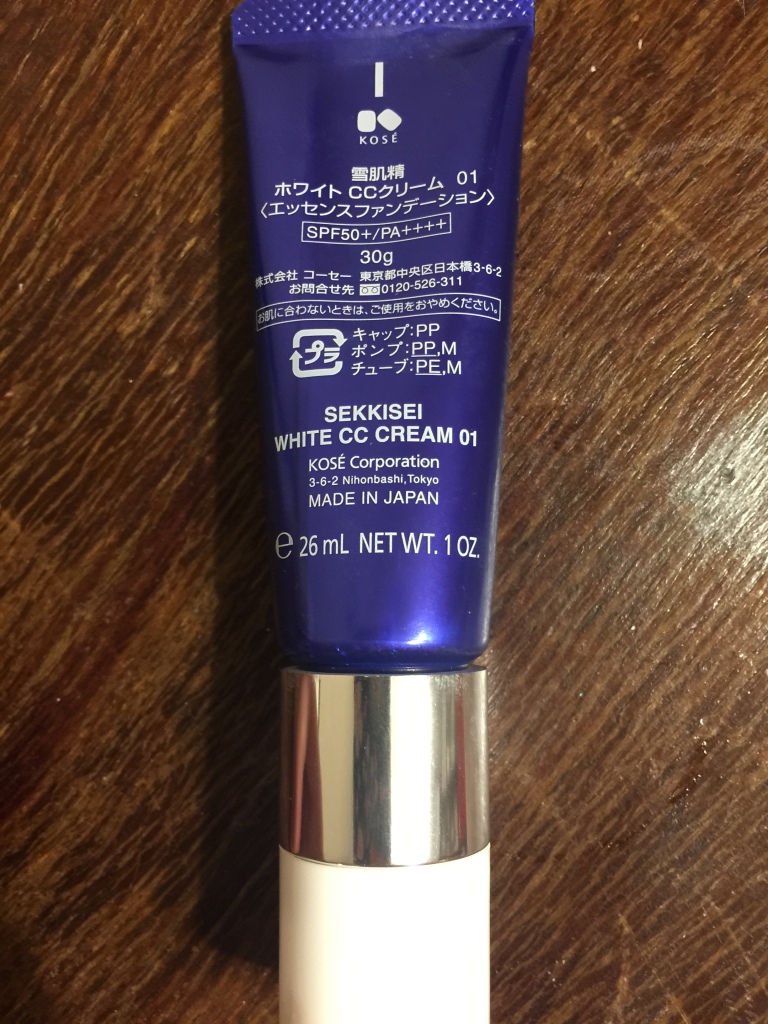 KOSÉ
雪肌精
ホワイト CCクリーム 01
〈エッセンスファンデーション〉
SPF50+/PA++++
30g
株式会社 コーセー 東京都中央区日本橋3-6-2
お問合せ先 0120-526-311
お肌に合わないときは、ご使用をおやめください。
プラ
キャップ:PP
ポンプ:PP,M
チューブ:PE,M
SEKKISEI
WHITE CC CREAM 01
KOSÉ Corporation
3-6-2 Nihonbashi,Tokyo
MADE IN JAPAN
℮ 26 mL NET WT. 1 OZ.